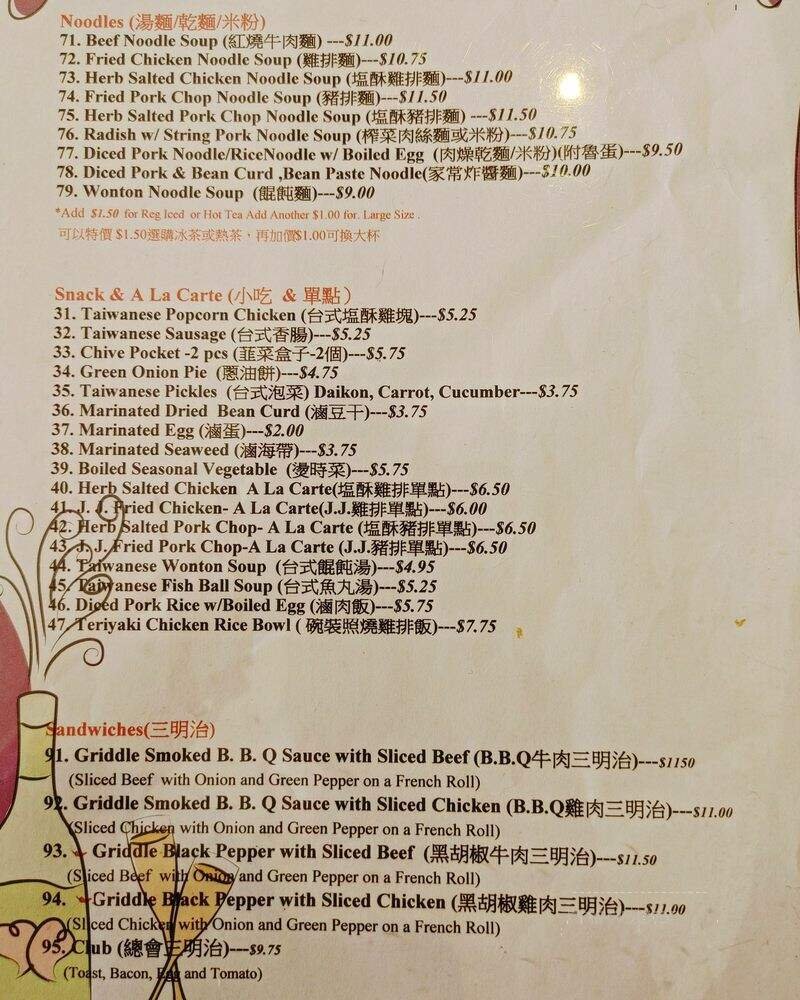 Noodles (湯麵/乾麵/米粉)
71. Beef Noodle Soup (紅燒牛肉麵) ---$11.00
72. Fried Chicken Noodle Soup (雞排麵)---$10.75
73. Herb Salted Chicken Noodle Soup (塩酥雞排麵)---$11.00
74. Fried Pork Chop Noodle Soup (豬排麵)---$11.50
75. Herb Salted Pork Chop Noodle Soup (塩酥豬排麵) ---$11.50
76. Radish w/ String Pork Noodle Soup (榨菜肉絲麵或米粉)---$10.75
77. Diced Pork Noodle/RiceNoodle w/ Boiled Egg (肉燥乾麵/米粉)(附魯蛋)---$9.50
78. Diced Pork & Bean Curd ,Bean Paste Noodle(家常炸醬麵)---$10.00
79. Wonton Noodle Soup (餛飩麵)---$9.00
*Add $1.50 for Reg Iced or Hot Tea Add Another $1.00 for. Large Size .
可以特價 $1.50選購冰茶或熱茶，再加價$1.00可換大杯
Snack & A La Carte (小吃 & 單點)
31. Taiwanese Popcorn Chicken (台式塩酥雞塊)---$5.25
32. Taiwanese Sausage (台式香腸)---$5.25
33. Chive Pocket -2 pcs (韮菜盒子-2個)---$5.75
34. Green Onion Pie (蔥油餅)---$4.75
35. Taiwanese Pickles (台式泡菜) Daikon, Carrot, Cucumber---$3.75
36. Marinated Dried Bean Curd (滷豆干)---$3.75
37. Marinated Egg (滷蛋)---$2.00
38. Marinated Seaweed (滷海帶)---$3.75
39. Boiled Seasonal Vegetable (燙時菜)---$5.75
40. Herb Salted Chicken A La Carte(塩酥雞排單點)---$6.50
41. J. J. Fried Chicken- A La Carte(J.J.雞排單點)---$6.00
42. Herb Salted Pork Chop- A La Carte (塩酥豬排單點)---$6.50
43. J.J. Fried Pork Chop-A La Carte (J.J.豬排單點)---$6.50
44. Taiwanese Wonton Soup (台式餛飩湯)---$4.95
45. Taiwanese Fish Ball Soup (台式魚丸湯)---$5.25
46. Diced Pork Rice w/Boiled Egg (滷肉飯)---$5.75
47. Teriyaki Chicken Rice Bowl ( 碗裝照燒雞排飯)---$7.75
Sandwiches(三明治)
91. Griddle Smoked B. B. Q Sauce with Sliced Beef (B.B.Q牛肉三明治)---$1150
(Sliced Beef with Onion and Green Pepper on a French Roll)
92. Griddle Smoked B. B. Q Sauce with Sliced Chicken (B.B.Q雞肉三明治)---$11.00
(Sliced Chicken with Onion and Green Pepper on a French Roll)
93. Griddle Black Pepper with Sliced Beef (黑胡椒牛肉三明治)---$11.50
(Sliced Beef with Onion and Green Pepper on a French Roll)
94. Griddle Black Pepper with Sliced Chicken (黑胡椒雞肉三明治)---$11.00
(Sliced Chicken with Onion and Green Pepper on a French Roll)
95. Club (總會三明治)---$9.75
(Toast, Bacon, Egg and Tomato)